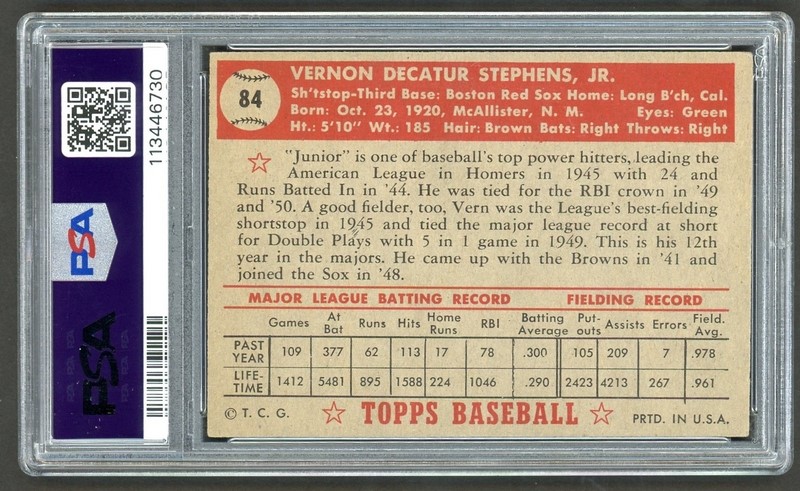 84
VERNON DECATUR STEPHENS, JR.
Sh'tstop-Third Base: Boston Red Sox Home: Long B'ch, Cal.
Born: Oct. 23, 1920, McAllister, N. M. Eyes: Green
Ht.: 5'10" Wt.: 185 Hair: Brown Bats: Right Throws: Right
"Junior" is one of baseball's top power hitters, leading the
American League in Homers in 1945 with 24 and
Runs Batted In in '44. He was tied for the RBI crown in '49
and '50. A good fielder, too, Vern was the League's best-fielding
shortstop in 1945 and tied the major league record at short
for Double Plays with 5 in 1 game in 1949. This is his 12th
year in the majors. He came up with the Browns in '41 and
joined the Sox in '48.
MAJOR LEAGUE BATTING RECORD FIELDING RECORD
Games At Bat Runs Hits Home Runs RBI Batting Average Put-outs Assists Errors Field. Avg.
PAST YEAR 109 377 62 113 17 78 .300 105 209 7 .978
LIFE-TIME 1412 5481 895 1588 224 1046 .290 2423 4213 267 .961
© T. C. G. TOPPS BASEBALL PRTD. IN U.S.A.
113446730
PSA
PSA